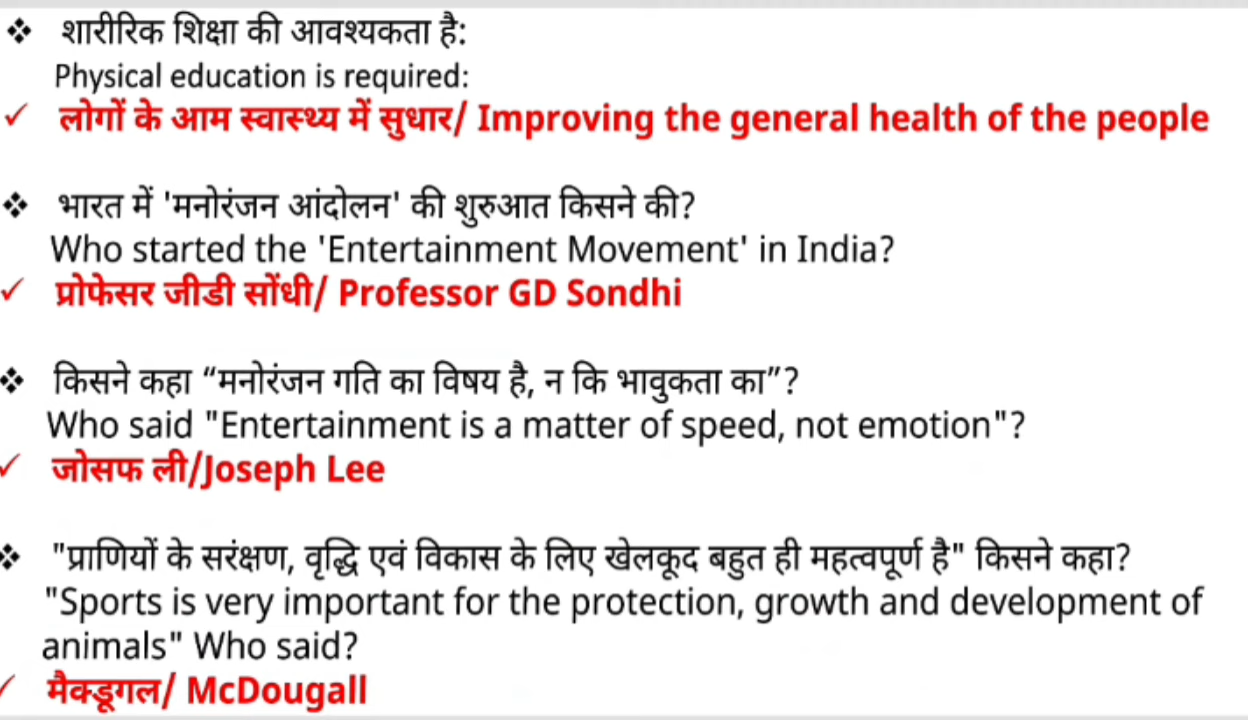 ❖ शारीरिक शिक्षा की आवश्यकता है:
Physical education is required:
✓ लोगों के आम स्वास्थ्य में सुधार/ Improving the general health of the people
❖ भारत में 'मनोरंजन आंदोलन' की शुरुआत किसने की?
Who started the 'Entertainment Movement' in India?
✓ प्रोफेसर जीडी सोंधी/ Professor GD Sondhi
❖ किसने कहा “मनोरंजन गति का विषय है, न कि भावुकता का”?
Who said "Entertainment is a matter of speed, not emotion"?
✓ जोसफ ली/Joseph Lee
❖ "प्राणियों के सरंक्षण, वृद्धि एवं विकास के लिए खेलकूद बहुत ही महत्वपूर्ण है" किसने कहा?
"Sports is very important for the protection, growth and development of
animals" Who said?
✓ मैक्डूगल/ McDougall